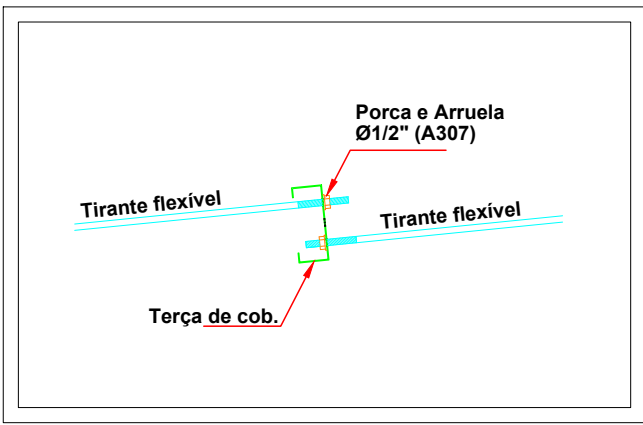 Porca e Arruela
Ø1/2" (A307)
Tirante flexível
Tirante flexível
Terça de cob.